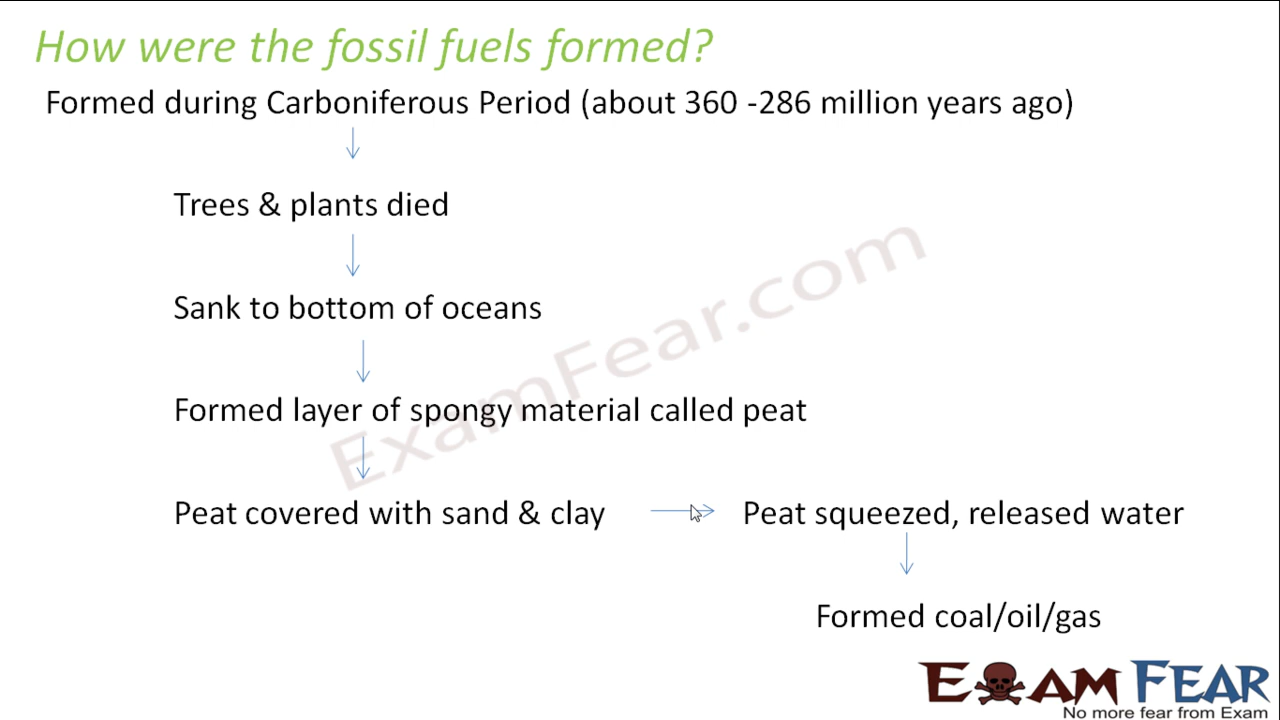 How were the fossil fuels formed?
Formed during Carboniferous Period (about 360 -286 million years ago)
Trees & plants died
Sank to bottom of oceans
Formed layer of spongy material called peat
Peat covered with sand & clay
Peat squeezed, released water
Formed coal/oil/gas
ExamFear.com
EXAM FEAR
No more fear from Exam